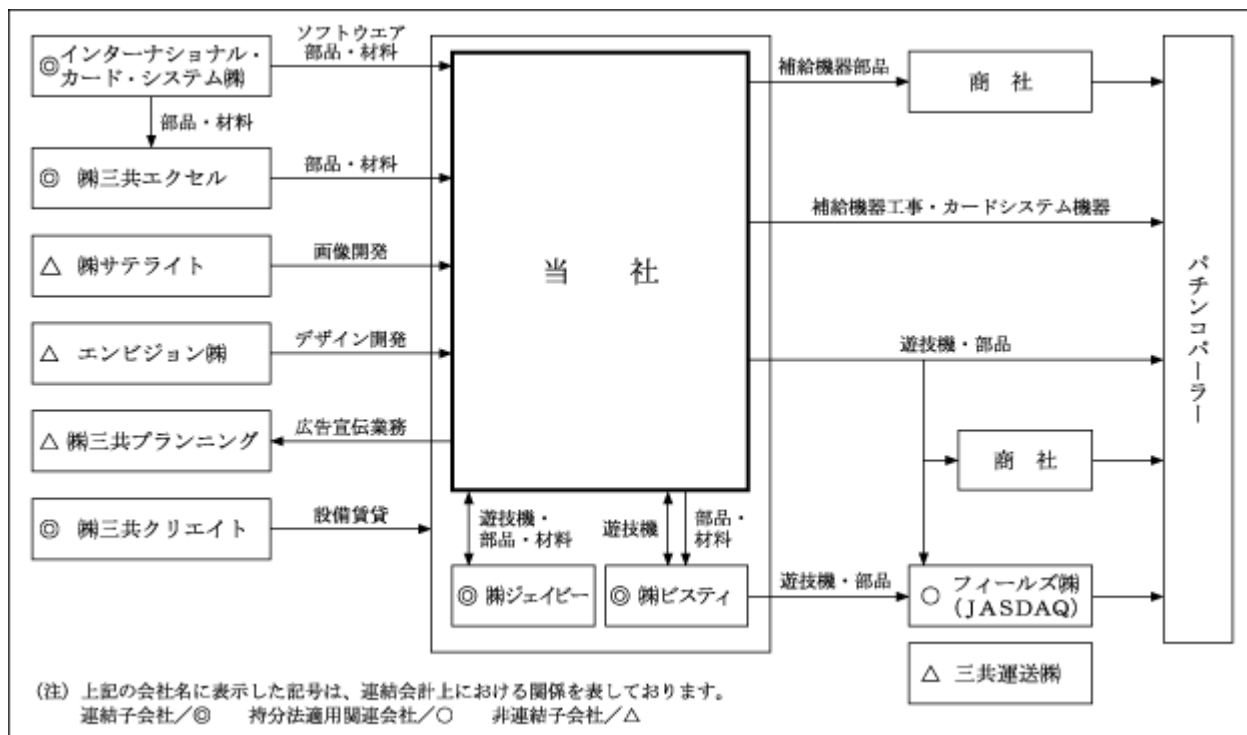 ソフトウエア
部品・材料
◎インターナショナル・
カード・システム㈱
部品・材料
◎ ㈱三共エクセル
部品・材料
△ ㈱サテライト
画像開発
△ エンビジョン㈱
デザイン開発
△ ㈱三共プランニング
広告宣伝業務
◎ ㈱三共クリエイト
設備賃貸
当 社
遊技機・
部品・材料
遊技機
部品・
材料
◎ ㈱ジェイビー
◎ ㈱ビスティ
補給機器部品
商 社
補給機器工事・カードシステム機器
遊技機・部品
商 社
遊技機・部品
○ フィールズ㈱
(JASDAQ)
△ 三共運送㈱
パチンコパーラー
(注) 上記の会社名に表示した記号は、連結会計上における関係を表しております。
連結子会社/◎ 持分法適用関連会社/○ 非連結子会社/△